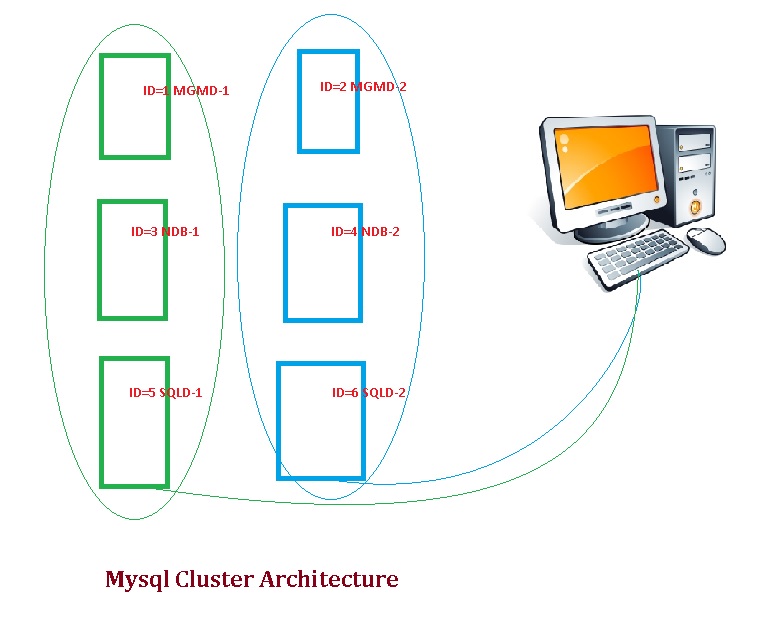 ID=1 MGMD-1
ID=2 MGMD-2
ID=3 NDB-1
ID=4 NDB-2
ID=5 SQLD-1
ID=6 SQLD-2
Mysql Cluster Architecture